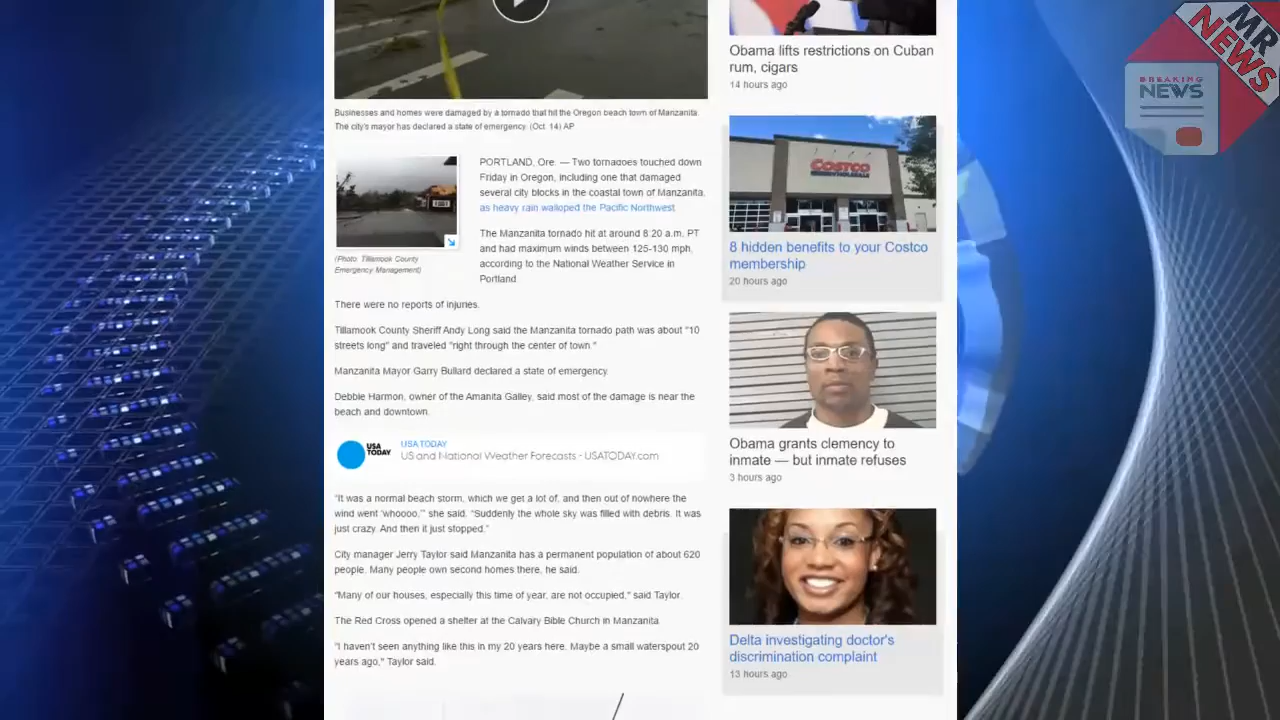 Businesses and homes were damaged by a tornado that hit the Oregon beach town of Manzanita.
The city's mayor has declared a state of emergency. (Oct. 14) AP
(Photo: Tillamook County
Emergency Management)
PORTLAND, Ore. — Two tornadoes touched down
Friday in Oregon, including one that damaged
several city blocks in the coastal town of Manzanita,
as heavy rain walloped the Pacific Northwest.
The Manzanita tornado hit at around 8:20 a.m. PT
and had maximum winds between 125-130 mph,
according to the National Weather Service in
Portland.
There were no reports of injuries.
Tillamook County Sheriff Andy Long said the Manzanita tornado path was about "10
streets long" and traveled "right through the center of town."
Manzanita Mayor Garry Bullard declared a state of emergency.
Debbie Harmon, owner of the Amanita Galley, said most of the damage is near the
beach and downtown.
USA
TODAY
USA TODAY
US and National Weather Forecasts - USATODAY.com
"It was a normal beach storm, which we get a lot of, and then out of nowhere the
wind went 'whoooo,'" she said. "Suddenly the whole sky was filled with debris. It was
just crazy. And then it just stopped."
City manager Jerry Taylor said Manzanita has a permanent population of about 620
people. Many people own second homes there, he said.
"Many of our houses, especially this time of year, are not occupied," said Taylor.
The Red Cross opened a shelter at the Calvary Bible Church in Manzanita.
"I haven't seen anything like this in my 20 years here. Maybe a small waterspout 20
years ago," Taylor said.
Obama lifts restrictions on Cuban
rum, cigars
14 hours ago
COSTCO
8 hidden benefits to your Costco
membership
20 hours ago
Obama grants clemency to
inmate — but inmate refuses
3 hours ago
Delta investigating doctor's
discrimination complaint
13 hours ago
MR
NEWS
BREAKING
NEWS